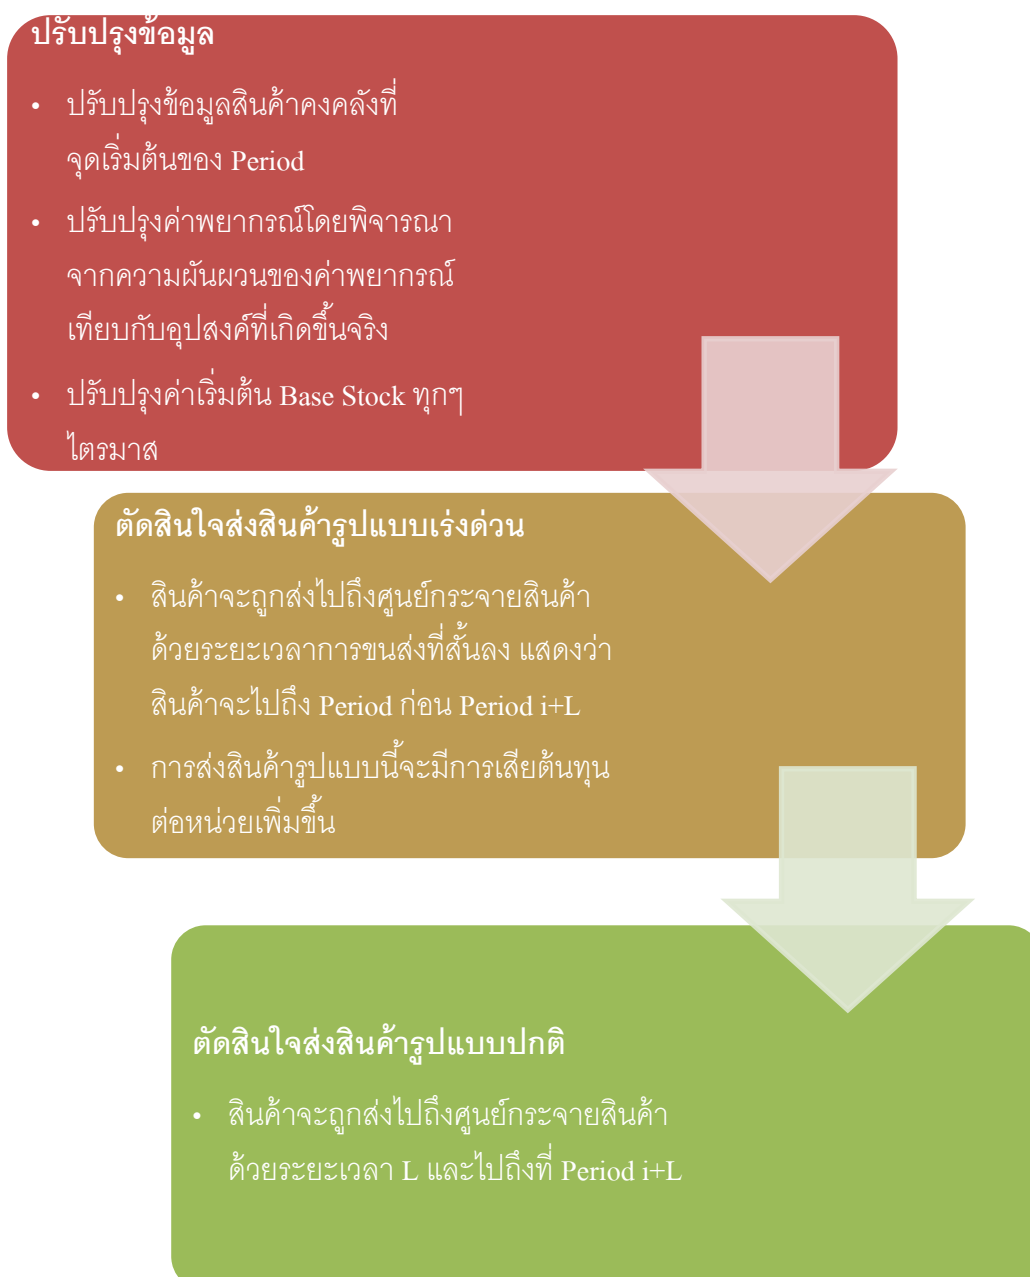 ปรับปรุงข้อมูล
• ปรับปรุงข้อมูลสินค้าคงคลังที่
จุดเริ่มต้นของ Period
• ปรับปรุงค่าพยากรณ์โดยพิจารณา
จากความผันผวนของค่าพยากรณ์
เทียบกับอุปสงค์ที่เกิดขึ้นจริง
• ปรับปรุงค่าเริ่มต้น Base Stock ทุกๆ
ไตรมาส
ตัดสินใจส่งสินค้ารูปแบบเร่งด่วน
• สินค้าจะถูกส่งไปถึงศูนย์กระจายสินค้า
ด้วยระยะเวลาการขนส่งที่สั้นลง แสดงว่า
สินค้าจะไปถึง Period ก่อน Period i+L
• การส่งสินค้ารูปแบบนี้จะมีการเสียต้นทุน
ต่อหน่วยเพิ่มขึ้น
ตัดสินใจส่งสินค้ารูปแบบปกติ
• สินค้าจะถูกส่งไปถึงศูนย์กระจายสินค้า
ด้วยระยะเวลา L และไปถึงที่ Period i+L